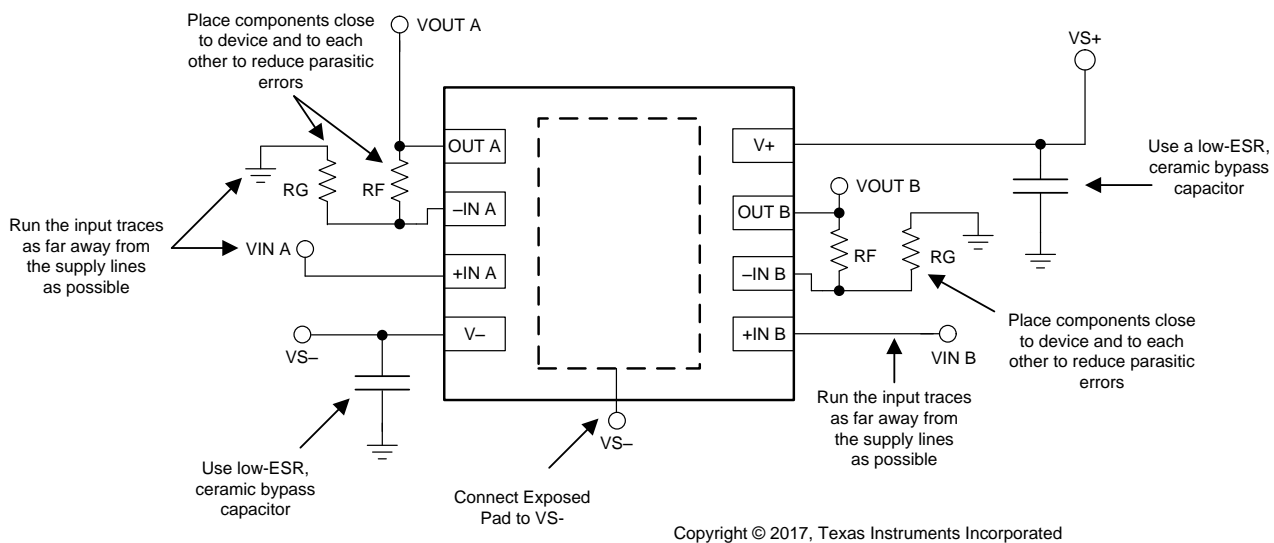 Place components close
to device and to each
other to reduce parasitic
errors
VOUT A
VS+
OUT A
V+
RG
RF
–IN A
Use a low-ESR,
ceramic bypass
capacitor
VOUT B
OUT B
Run the input traces
as far away from
the supply lines
as possible
VIN A
+IN A
–IN B
RF
RG
V–
+IN B
VS–
VIN B
Place components close
to device and to each
other to reduce parasitic
errors
Run the input traces
as far away from
the supply lines
as possible
VS–
Use low-ESR,
ceramic bypass
capacitor
Connect Exposed
Pad to VS-
Copyright © 2017, Texas Instruments Incorporated